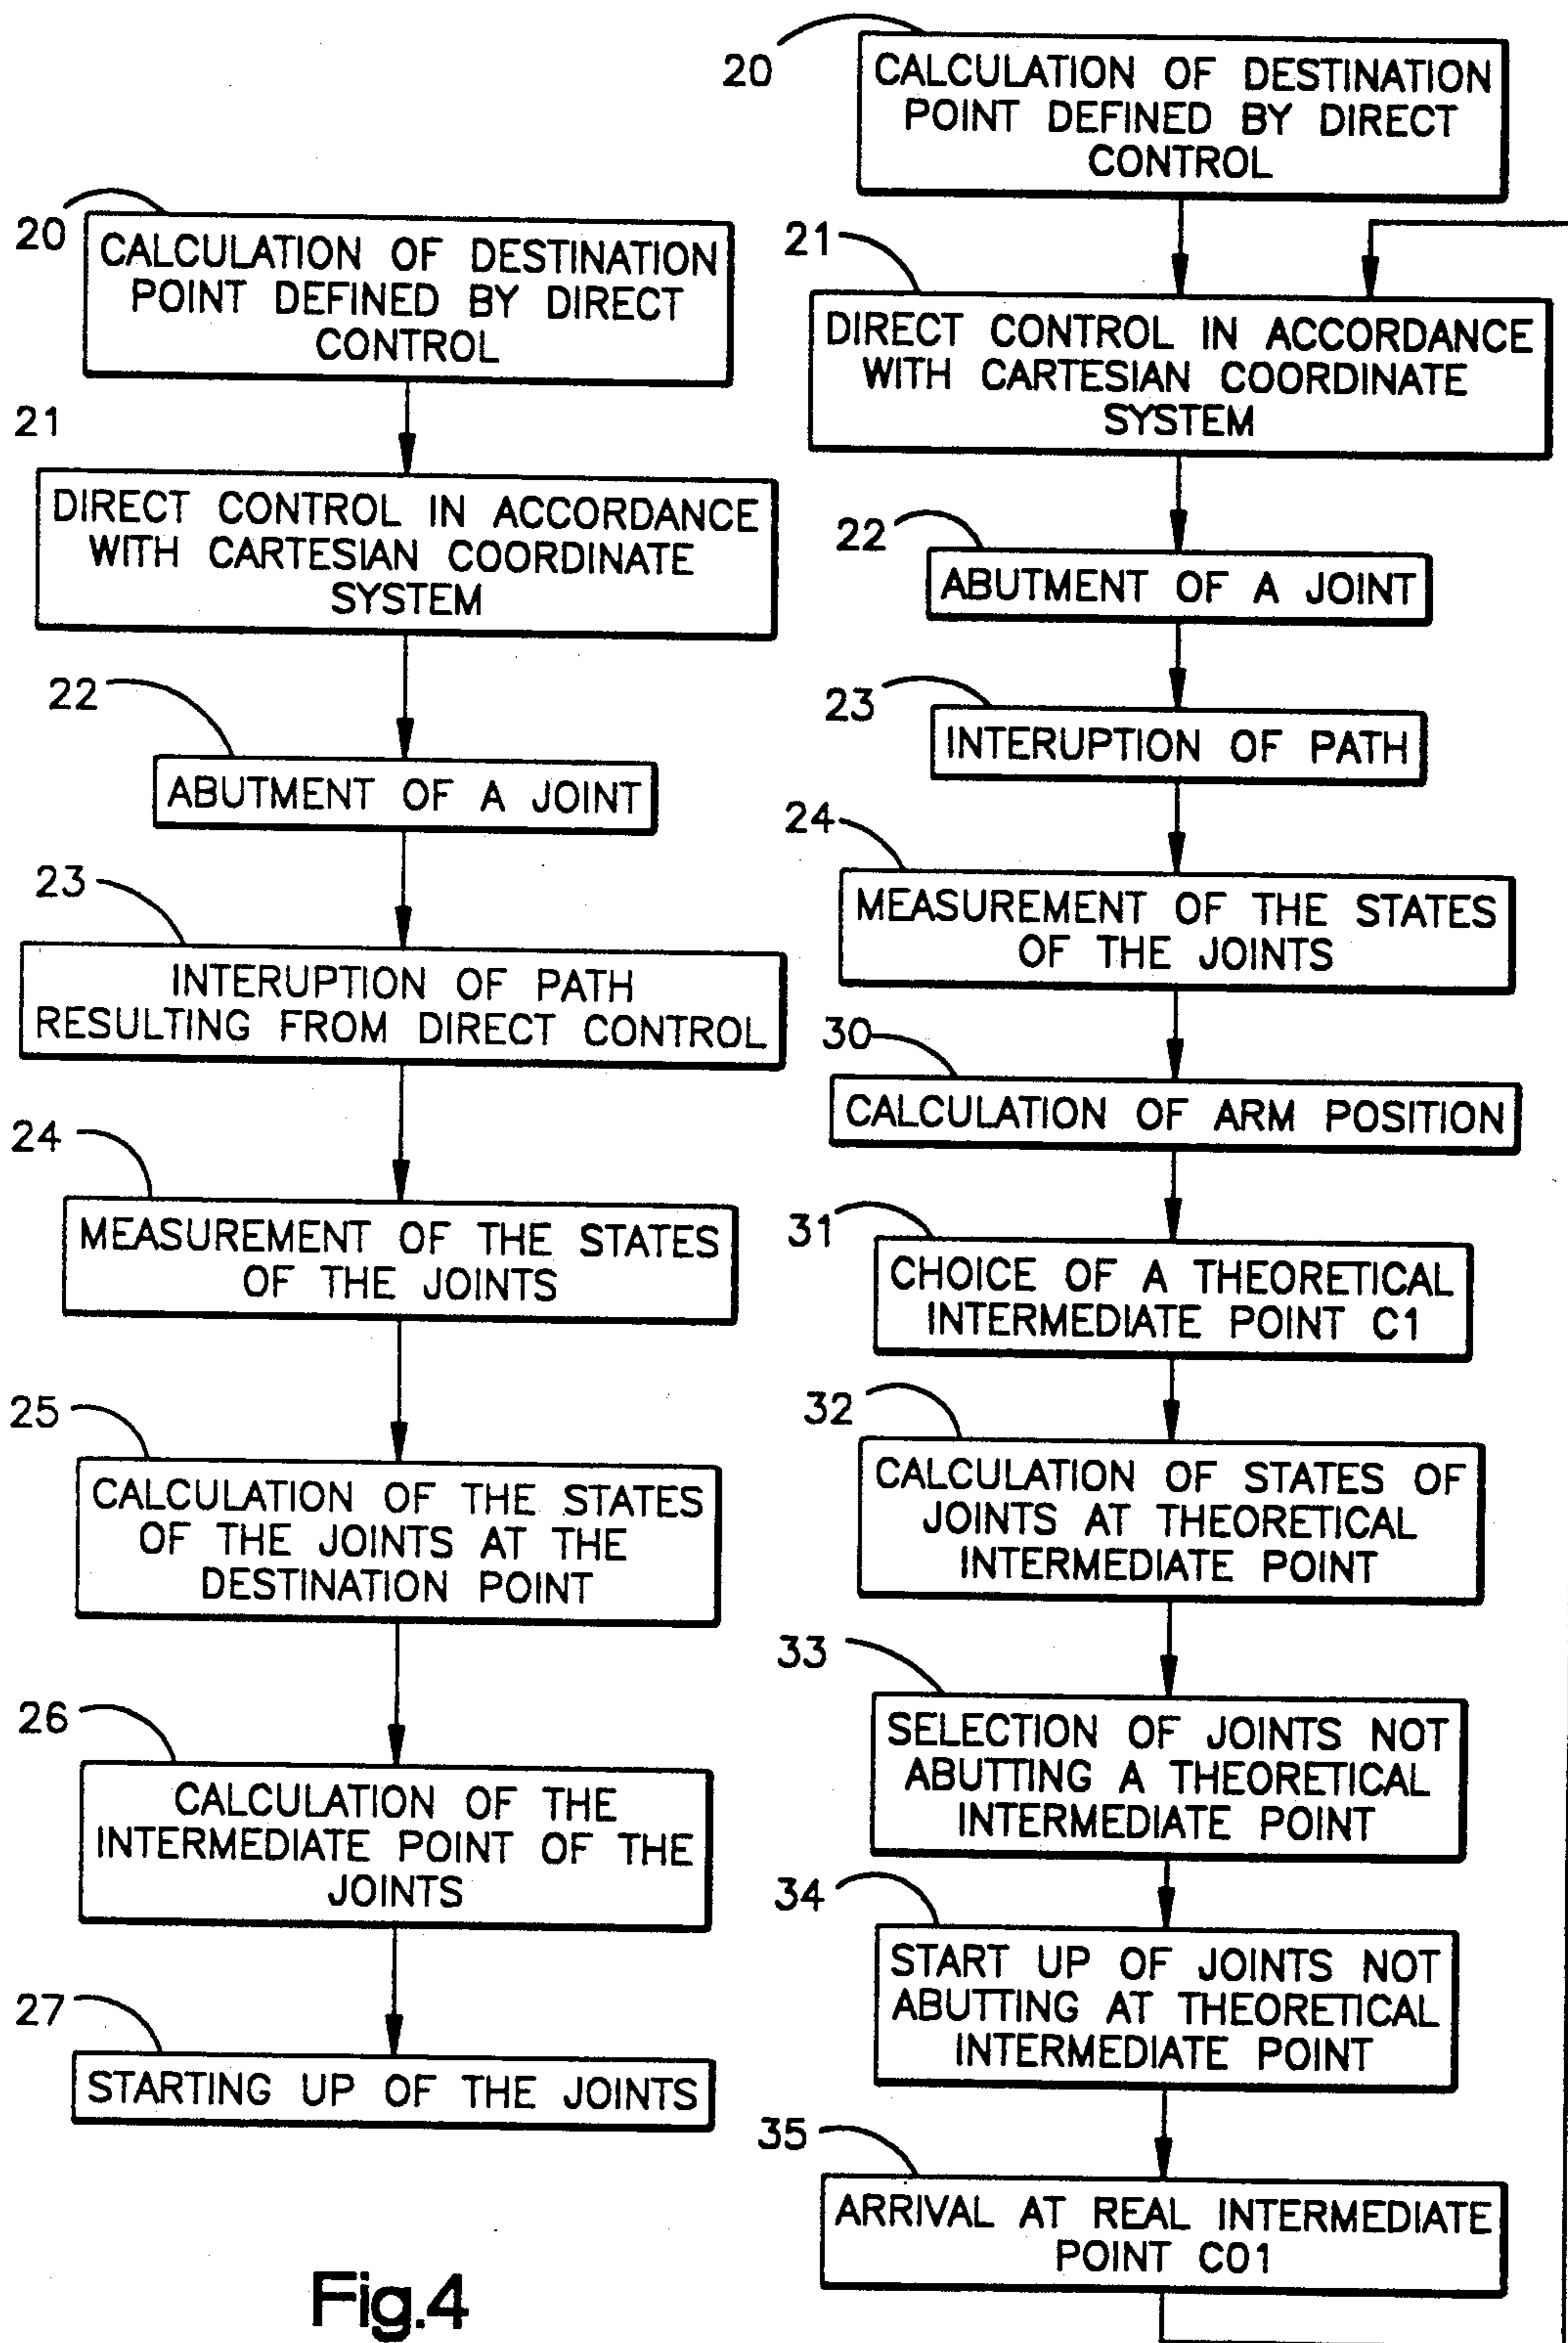 20
CALCULATION OF DESTINATION
POINT DEFINED BY DIRECT
CONTROL
21
DIRECT CONTROL IN ACCORDANCE
WITH CARTESIAN COORDINATE
SYSTEM
22
ABUTMENT OF A JOINT
23
INTERUPTION OF PATH
RESULTING FROM DIRECT CONTROL
24
MEASUREMENT OF THE STATES
OF THE JOINTS
25
CALCULATION OF THE STATES
OF THE JOINTS AT THE
DESTINATION POINT
26
CALCULATION OF THE
INTERMEDIATE POINT OF THE
JOINTS
27
STARTING UP OF THE JOINTS
Fig.4
20
CALCULATION OF DESTINATION
POINT DEFINED BY DIRECT
CONTROL
21
DIRECT CONTROL IN ACCORDANCE
WITH CARTESIAN COORDINATE
SYSTEM
22
ABUTMENT OF A JOINT
23
INTERUPTION OF PATH
24
MEASUREMENT OF THE STATES
OF THE JOINTS
30
CALCULATION OF ARM POSITION
31
CHOICE OF A THEORETICAL
INTERMEDIATE POINT C1
32
CALCULATION OF STATES OF
JOINTS AT THEORETICAL
INTERMEDIATE POINT
33
SELECTION OF JOINTS NOT
ABUTTING A THEORETICAL
INTERMEDIATE POINT
34
START UP OF JOINTS NOT
ABUTTING AT THEORETICAL
INTERMEDIATE POINT
35
ARRIVAL AT REAL INTERMEDIATE
POINT C01